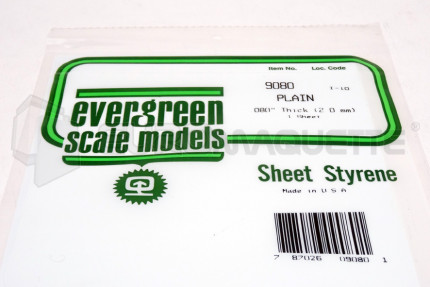 Item No. Loc. Code
9080 F-10
PLAIN
.080" Thick (2.0 mm)
1 Sheet
evergreen
scale models
Sheet Styrene
Made in U S A
7 87026 09080 1
MAQUETTE